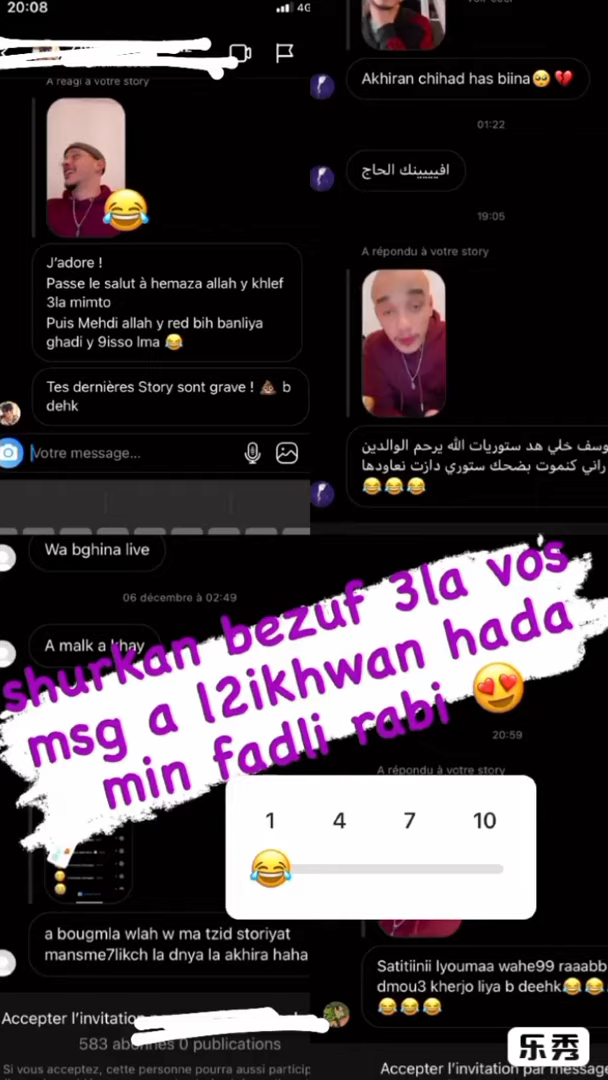 20:08
4G
A réagi à votre story
J'adore !
Passe le salut à hemaza allah y khlef
3la mimto
Puis Mehdi allah y red bih banliya
ghadi y 9isso lma 😂
Tes dernières Story sont grave ! 💩 b
dehk
Votre message...
Akhiran chihad has biina🥺💔
01:22
افيييينك الحاج
19:05
A répondu à votre story
وسف خلي هد ستوريات الله يرحم الوالدين
راني كنموت بضحك ستوري دازت نعاودها
😂😂😂
Wa bghina live
06 décembre à 02:49
A malk a khay
shurkan bezuf 3la vos
msg a l2ikhwan hada
min fadli rabi 😍
20:59
A répondu à votre story
1 4 7 10
a bougmla wlah w ma tzid storiyat
mansme7likch la dnya la akhira haha
Satitiinii lyoumaa wahe99 raaabb
dmou3 kherjo liya b deehk😂😂
😂😂😂
Accepter l'invitation
583 abonnés 0 publications
Si vous acceptez, cette personne pourra aussi particip
Accepter l'invitation par message
乐秀